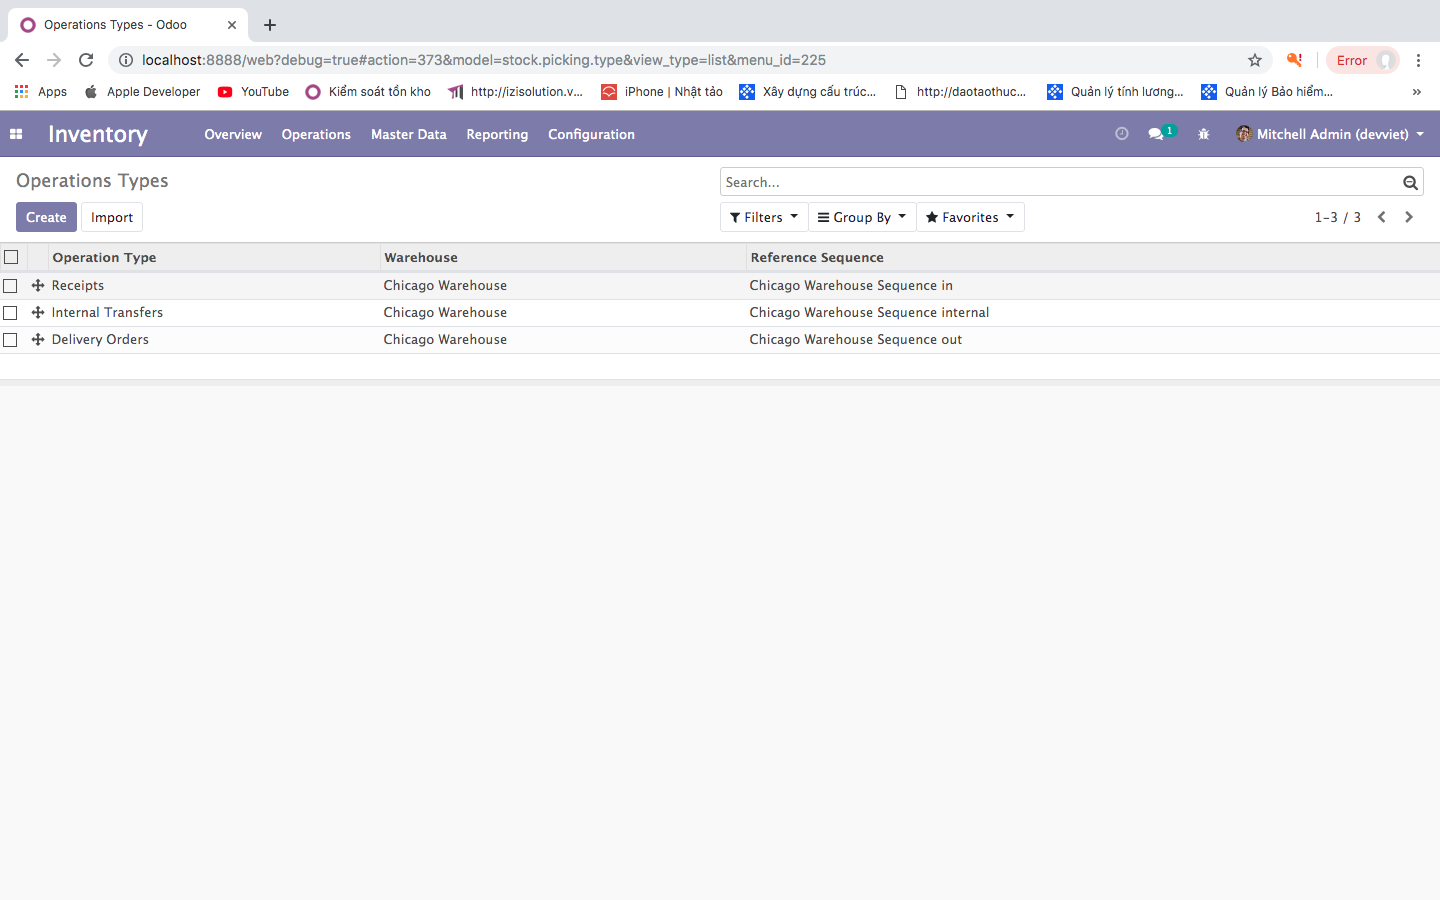 Operations Types - Odoo
localhost:8888/web?debug=true#action=373&model=stock.picking.type&view_type=list&menu_id=225
Error
Apps Apple Developer YouTube Kiểm soát tồn kho http://izisolution.v... iPhone | Nhật tảo Xây dựng cấu trúc... http://daotaothuc... Quản lý tính lương... Quản lý Bảo hiểm... »
Inventory Overview Operations Master Data Reporting Configuration 1 Mitchell Admin (devviet)
Operations Types
Search...
Create Import Filters Group By Favorites 1-3 / 3
Operation Type Warehouse Reference Sequence
Receipts Chicago Warehouse Chicago Warehouse Sequence in
Internal Transfers Chicago Warehouse Chicago Warehouse Sequence internal
Delivery Orders Chicago Warehouse Chicago Warehouse Sequence out